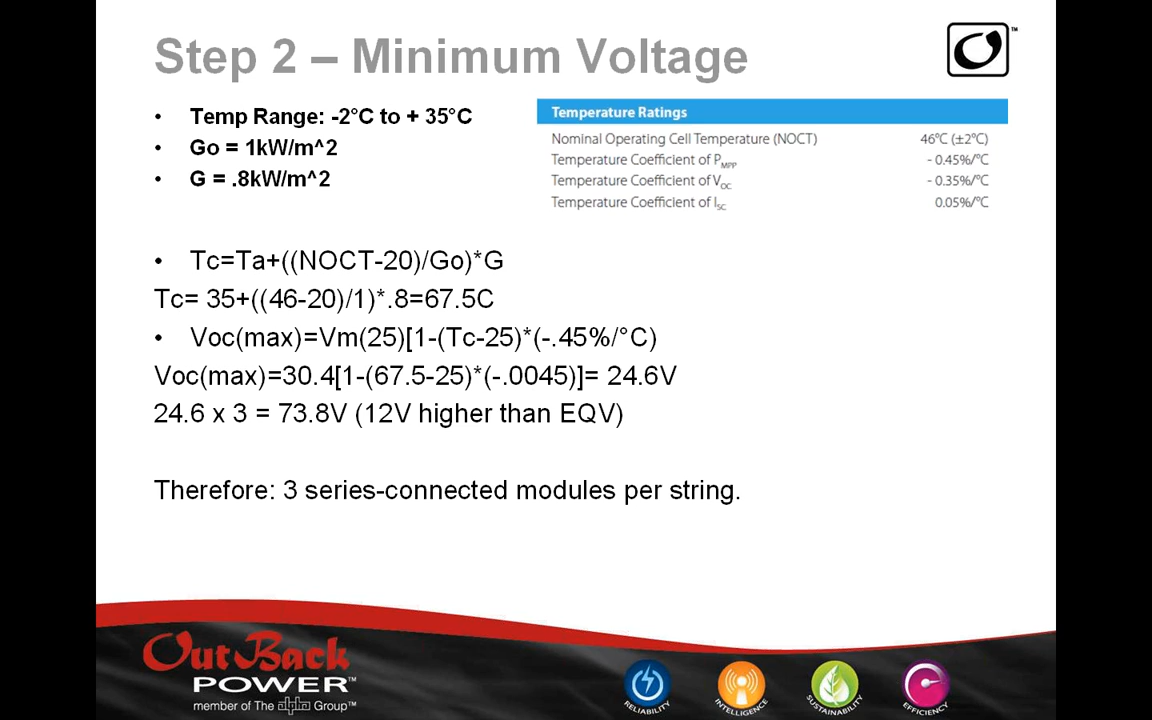 Step 2 – Minimum Voltage
™
• Temp Range: -2°C to + 35°C
• Go = 1kW/m^2
• G = .8kW/m^2
Temperature Ratings
Nominal Operating Cell Temperature (NOCT) 46°C (±2°C)
Temperature Coefficient of PMPP - 0.45%/°C
Temperature Coefficient of VOC - 0.35%/°C
Temperature Coefficient of ISC 0.05%/°C
• Tc=Ta+((NOCT-20)/Go)*G
Tc= 35+((46-20)/1)*.8=67.5C
• Voc(max)=Vm(25)[1-(Tc-25)*(-.45%/°C)
Voc(max)=30.4[1-(67.5-25)*(-.0045)]= 24.6V
24.6 x 3 = 73.8V (12V higher than EQV)
Therefore: 3 series-connected modules per string.
OutBack
POWER™
member of The alpha Group™
RELIABILITY
INTELLIGENCE
SUSTAINABILITY
EFFICIENCY